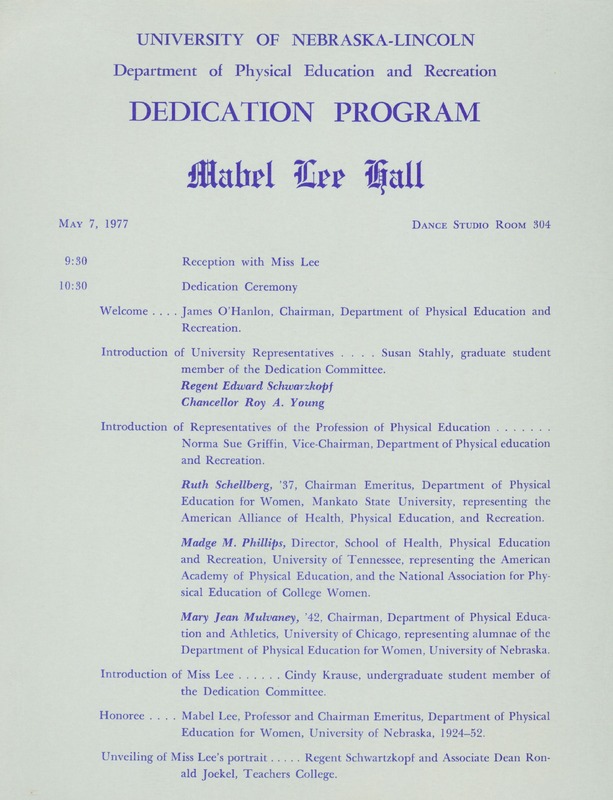 UNIVERSITY OF NEBRASKA-LINCOLN
Department of Physical Education and Recreation
DEDICATION PROGRAM
Mabel Lee Hall
May 7, 1977 Dance Studio Room 304
9:30 Reception with Miss Lee
10:30 Dedication Ceremony
Welcome . . . . James O'Hanlon, Chairman, Department of Physical Education and
Recreation.
Introduction of University Representatives . . . . Susan Stahly, graduate student
member of the Dedication Committee.
Regent Edward Schwarzkopf
Chancellor Roy A. Young
Introduction of Representatives of the Profession of Physical Education . . . . . . .
Norma Sue Griffin, Vice-Chairman, Department of Physical education
and Recreation.
Ruth Schellberg, '37, Chairman Emeritus, Department of Physical
Education for Women, Mankato State University, representing the
American Alliance of Health, Physical Education, and Recreation.
Madge M. Phillips, Director, School of Health, Physical Education
and Recreation, University of Tennessee, representing the American
Academy of Physical Education, and the National Association for Phy-
sical Education of College Women.
Mary Jean Mulvaney, '42, Chairman, Department of Physical Educa-
tion and Athletics, University of Chicago, representing alumnae of the
Department of Physical Education for Women, University of Nebraska.
Introduction of Miss Lee . . . . . . Cindy Krause, undergraduate student member of
the Dedication Committee.
Honoree . . . . Mabel Lee, Professor and Chairman Emeritus, Department of Physical
Education for Women, University of Nebraska, 1924–52.
Unveiling of Miss Lee's portrait . . . . . Regent Schwartzkopf and Associate Dean Ron-
ald Joekel, Teachers College.